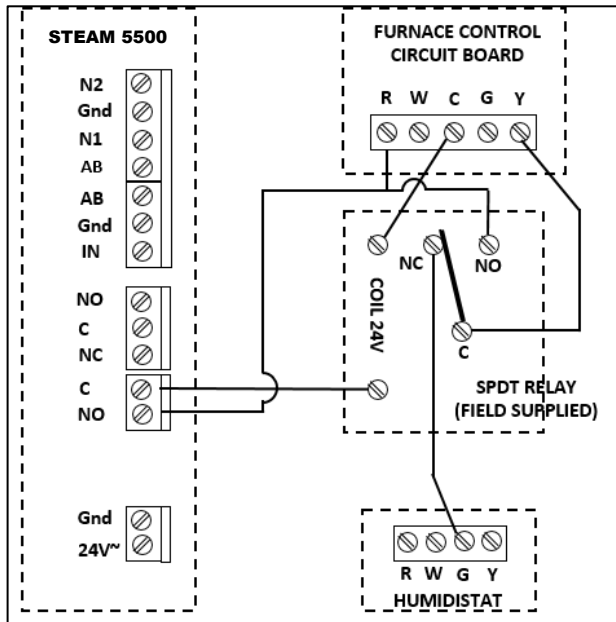 STEAM 5500
N2
Gnd
N1
AB
AB
Gnd
IN
NO
C
NC
C
NO
Gnd
24V~
FURNACE CONTROL
CIRCUIT BOARD
R W C G Y
NC
NO
COIL 24V
C
SPDT RELAY
(FIELD SUPPLIED)
R W G Y
HUMIDISTAT